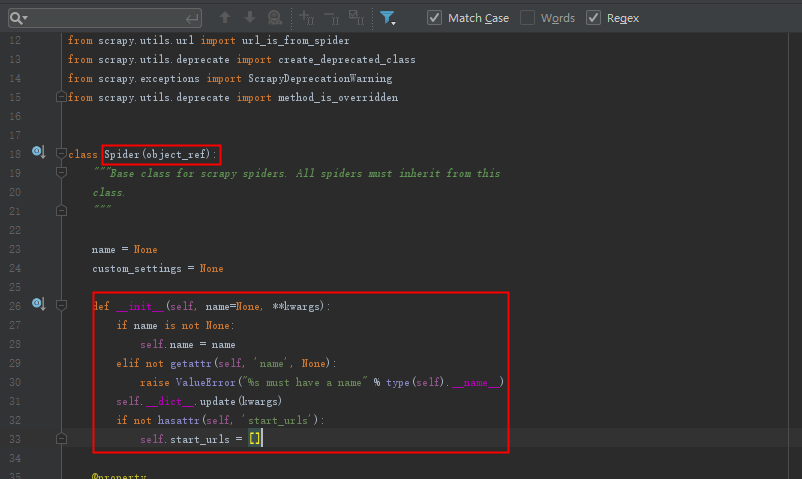 Match Case Words Regex
12 from scrapy.utils.url import url_is_from_spider
13 from scrapy.utils.deprecate import create_deprecated_class
14 from scrapy.exceptions import ScrapyDeprecationWarning
15 from scrapy.utils.deprecate import method_is_overridden
16
17
18 class Spider(object_ref):
19 """Base class for scrapy spiders. All spiders must inherit from this
20 class.
21 """
22
23 name = None
24 custom_settings = None
25
26 def __init__(self, name=None, **kwargs):
27 if name is not None:
28 self.name = name
29 elif not getattr(self, 'name', None):
30 raise ValueError("%s must have a name" % type(self).__name__)
31 self.__dict__.update(kwargs)
32 if not hasattr(self, 'start_urls'):
33 self.start_urls = []
34
35 @property